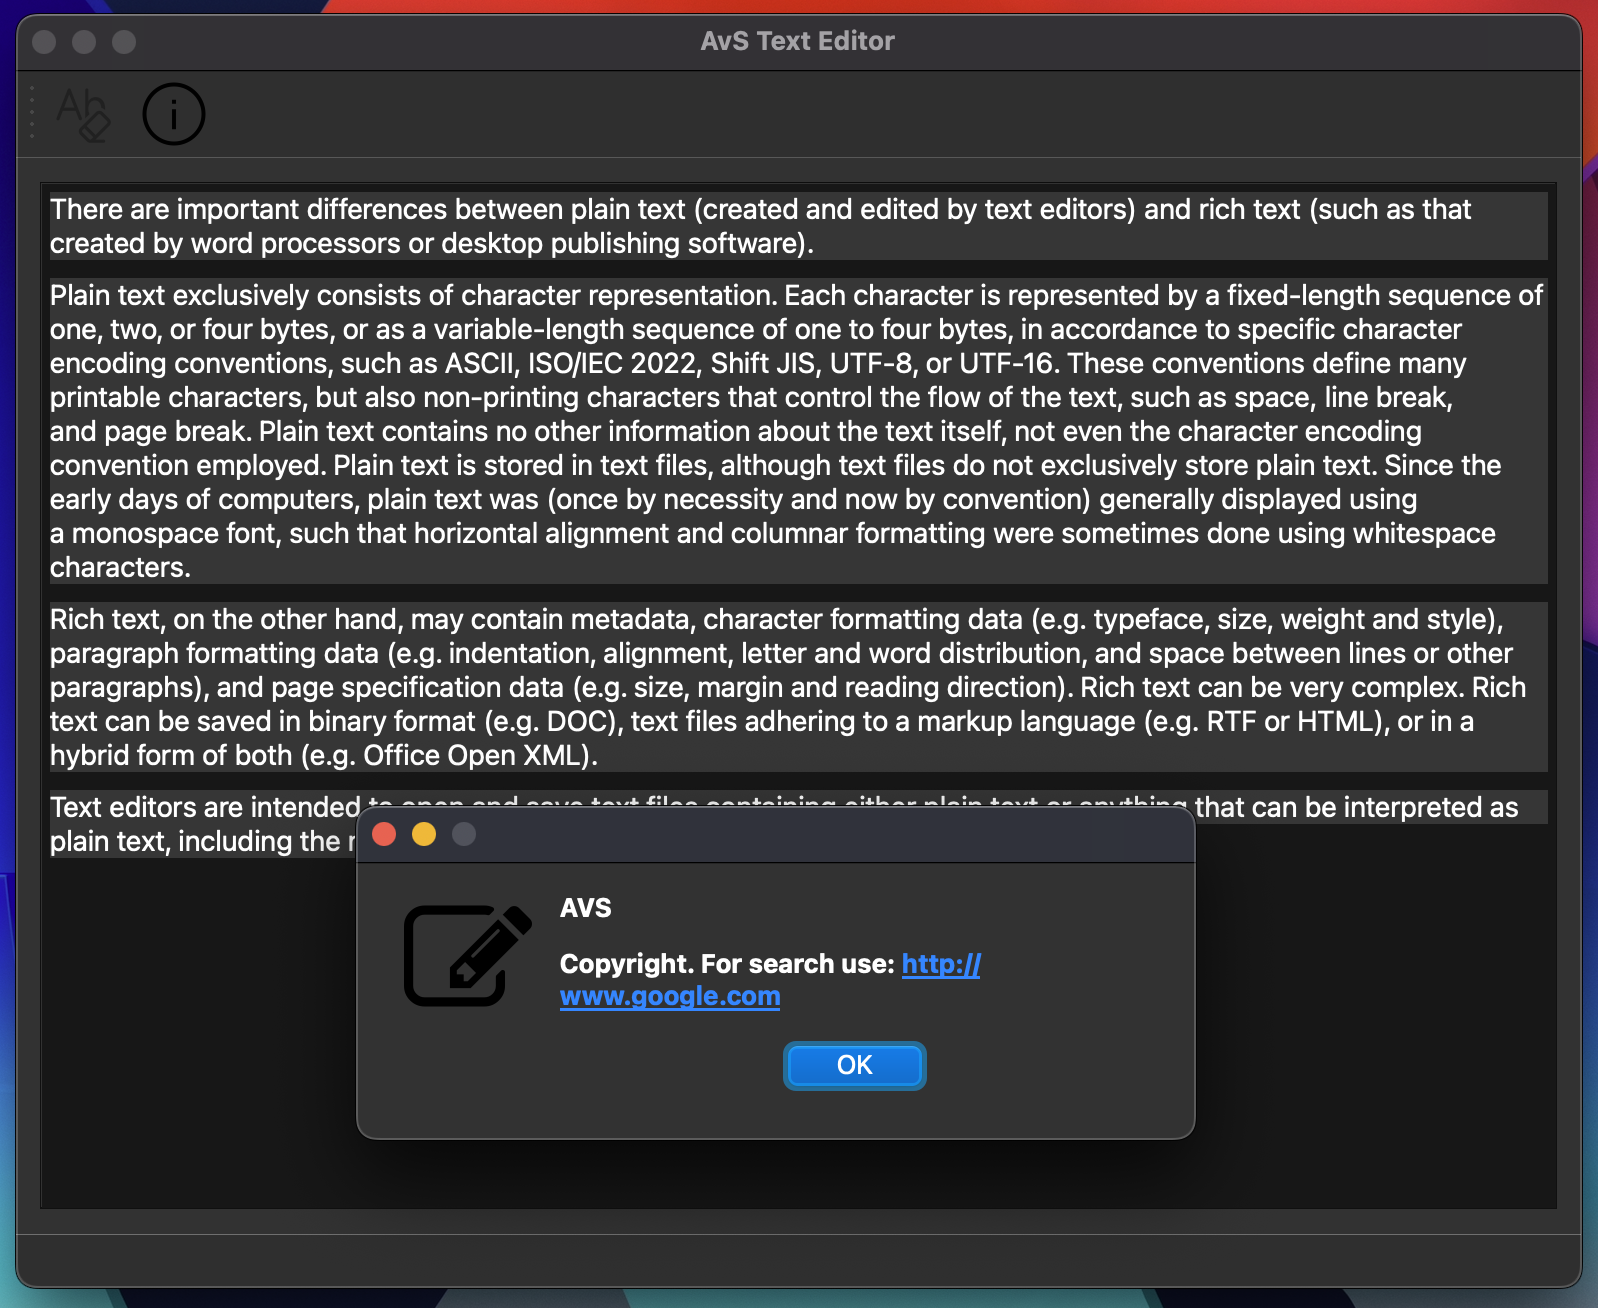 AvS Text Editor
Ab
i
There are important differences between plain text (created and edited by text editors) and rich text (such as that
created by word processors or desktop publishing software).
Plain text exclusively consists of character representation. Each character is represented by a fixed-length sequence of
one, two, or four bytes, or as a variable-length sequence of one to four bytes, in accordance to specific character
encoding conventions, such as ASCII, ISO/IEC 2022, Shift JIS, UTF-8, or UTF-16. These conventions define many
printable characters, but also non-printing characters that control the flow of the text, such as space, line break,
and page break. Plain text contains no other information about the text itself, not even the character encoding
convention employed. Plain text is stored in text files, although text files do not exclusively store plain text. Since the
early days of computers, plain text was (once by necessity and now by convention) generally displayed using
a monospace font, such that horizontal alignment and columnar formatting were sometimes done using whitespace
characters.
Rich text, on the other hand, may contain metadata, character formatting data (e.g. typeface, size, weight and style),
paragraph formatting data (e.g. indentation, alignment, letter and word distribution, and space between lines or other
paragraphs), and page specification data (e.g. size, margin and reading direction). Rich text can be very complex. Rich
text can be saved in binary format (e.g. DOC), text files adhering to a markup language (e.g. RTF or HTML), or in a
hybrid form of both (e.g. Office Open XML).
Text editors are intended to open and save text files containing either plain text or anything that can be interpreted as
plain text, including the
AVS
Copyright. For search use: http://
www.google.com
OK